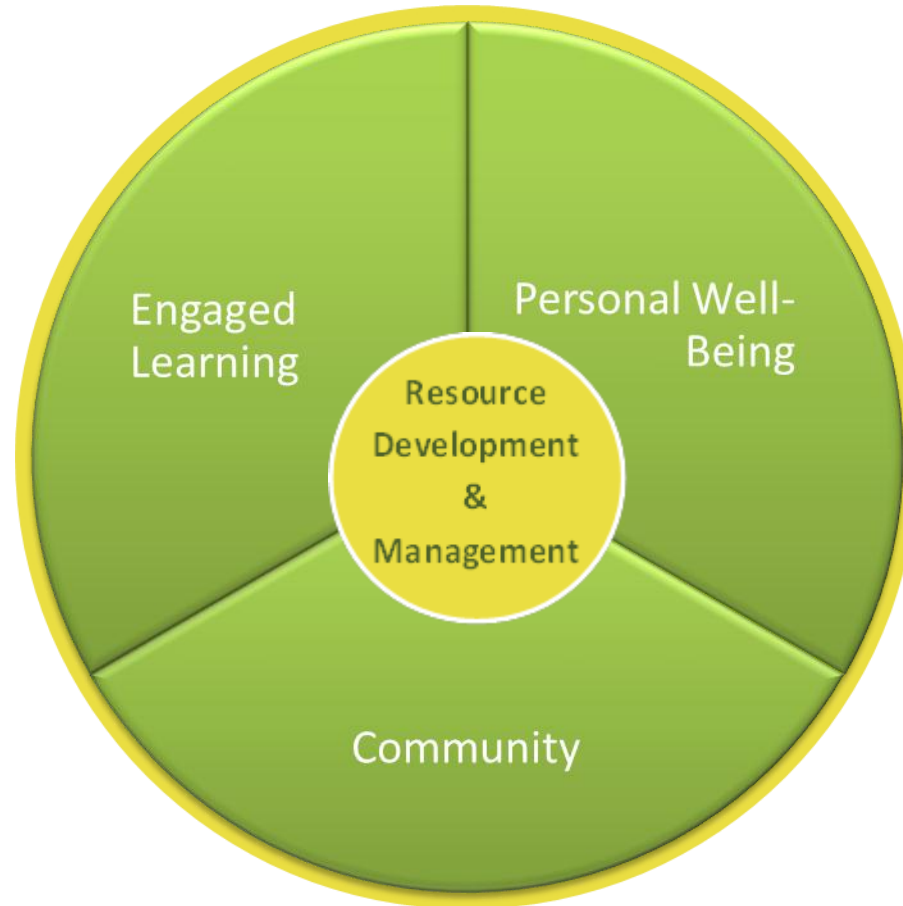 Engaged
Learning
Personal Well-
Being
Resource
Development
&
Management
Community